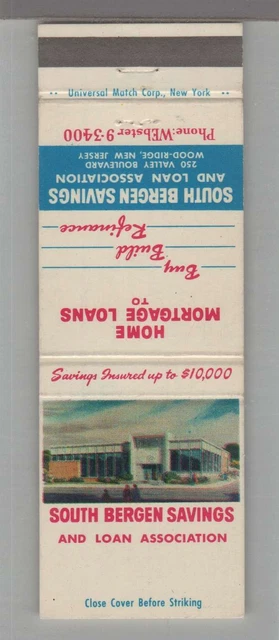 Universal Match Corp., New York
Phone: WEbster 9-3400
SOUTH BERGEN SAVINGS
AND LOAN ASSOCIATION
250 VALLEY BOULEVARD
WOOD-RIDGE, NEW JERSEY
HOME
MORTGAGE LOANS
TO
Buy
Build
Refinance
Savings Insured up to $10,000
SOUTH BERGEN SAVINGS
AND LOAN ASSOCIATION
Close Cover Before Striking